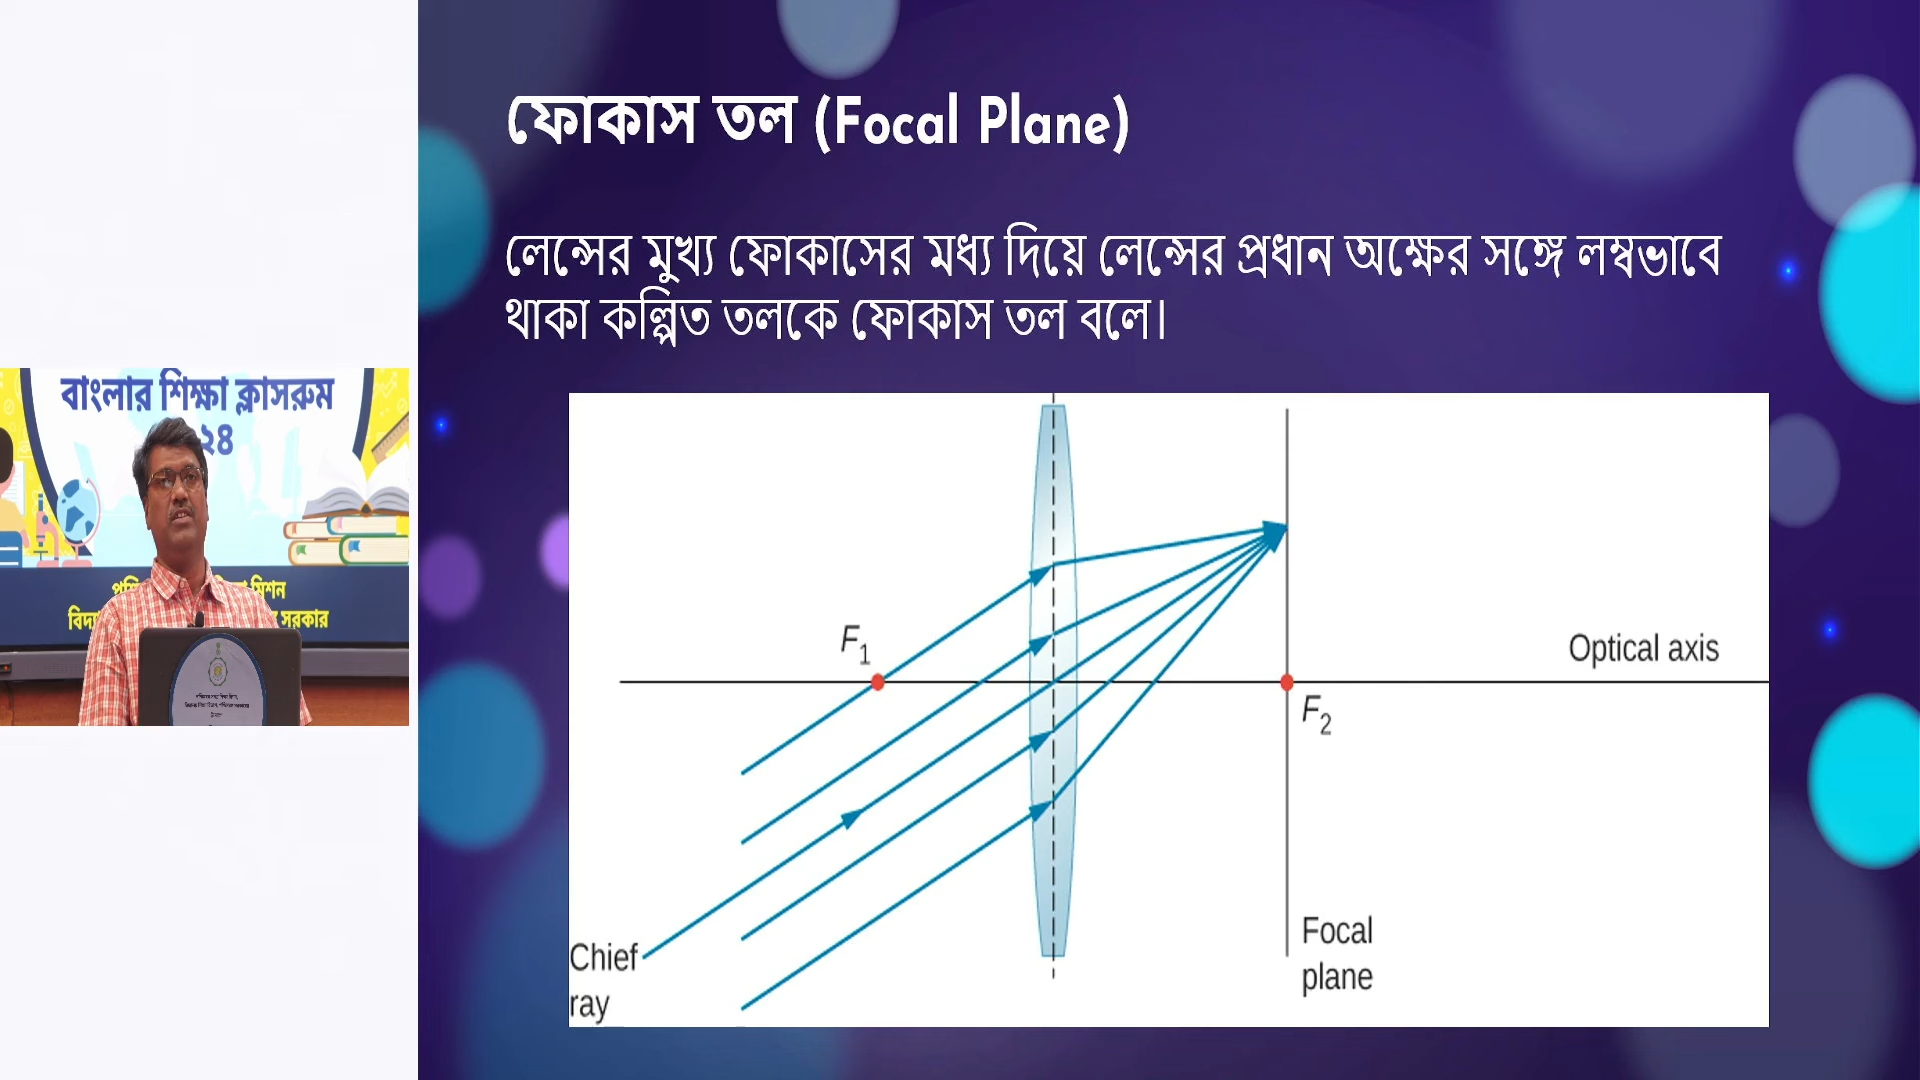 ফোকাস তল (Focal Plane)
লেন্সের মুখ্য ফোকাসের মধ্য দিয়ে লেন্সের প্রধান অক্ষের সঙ্গে লম্বভাবে
থাকা কল্পিত তলকে ফোকাস তল বলে।
বাংলার শিক্ষা ক্লাসরুম
২৪
মিশন
সরকার
F1
Optical axis
F2
Chief
ray
Focal
plane